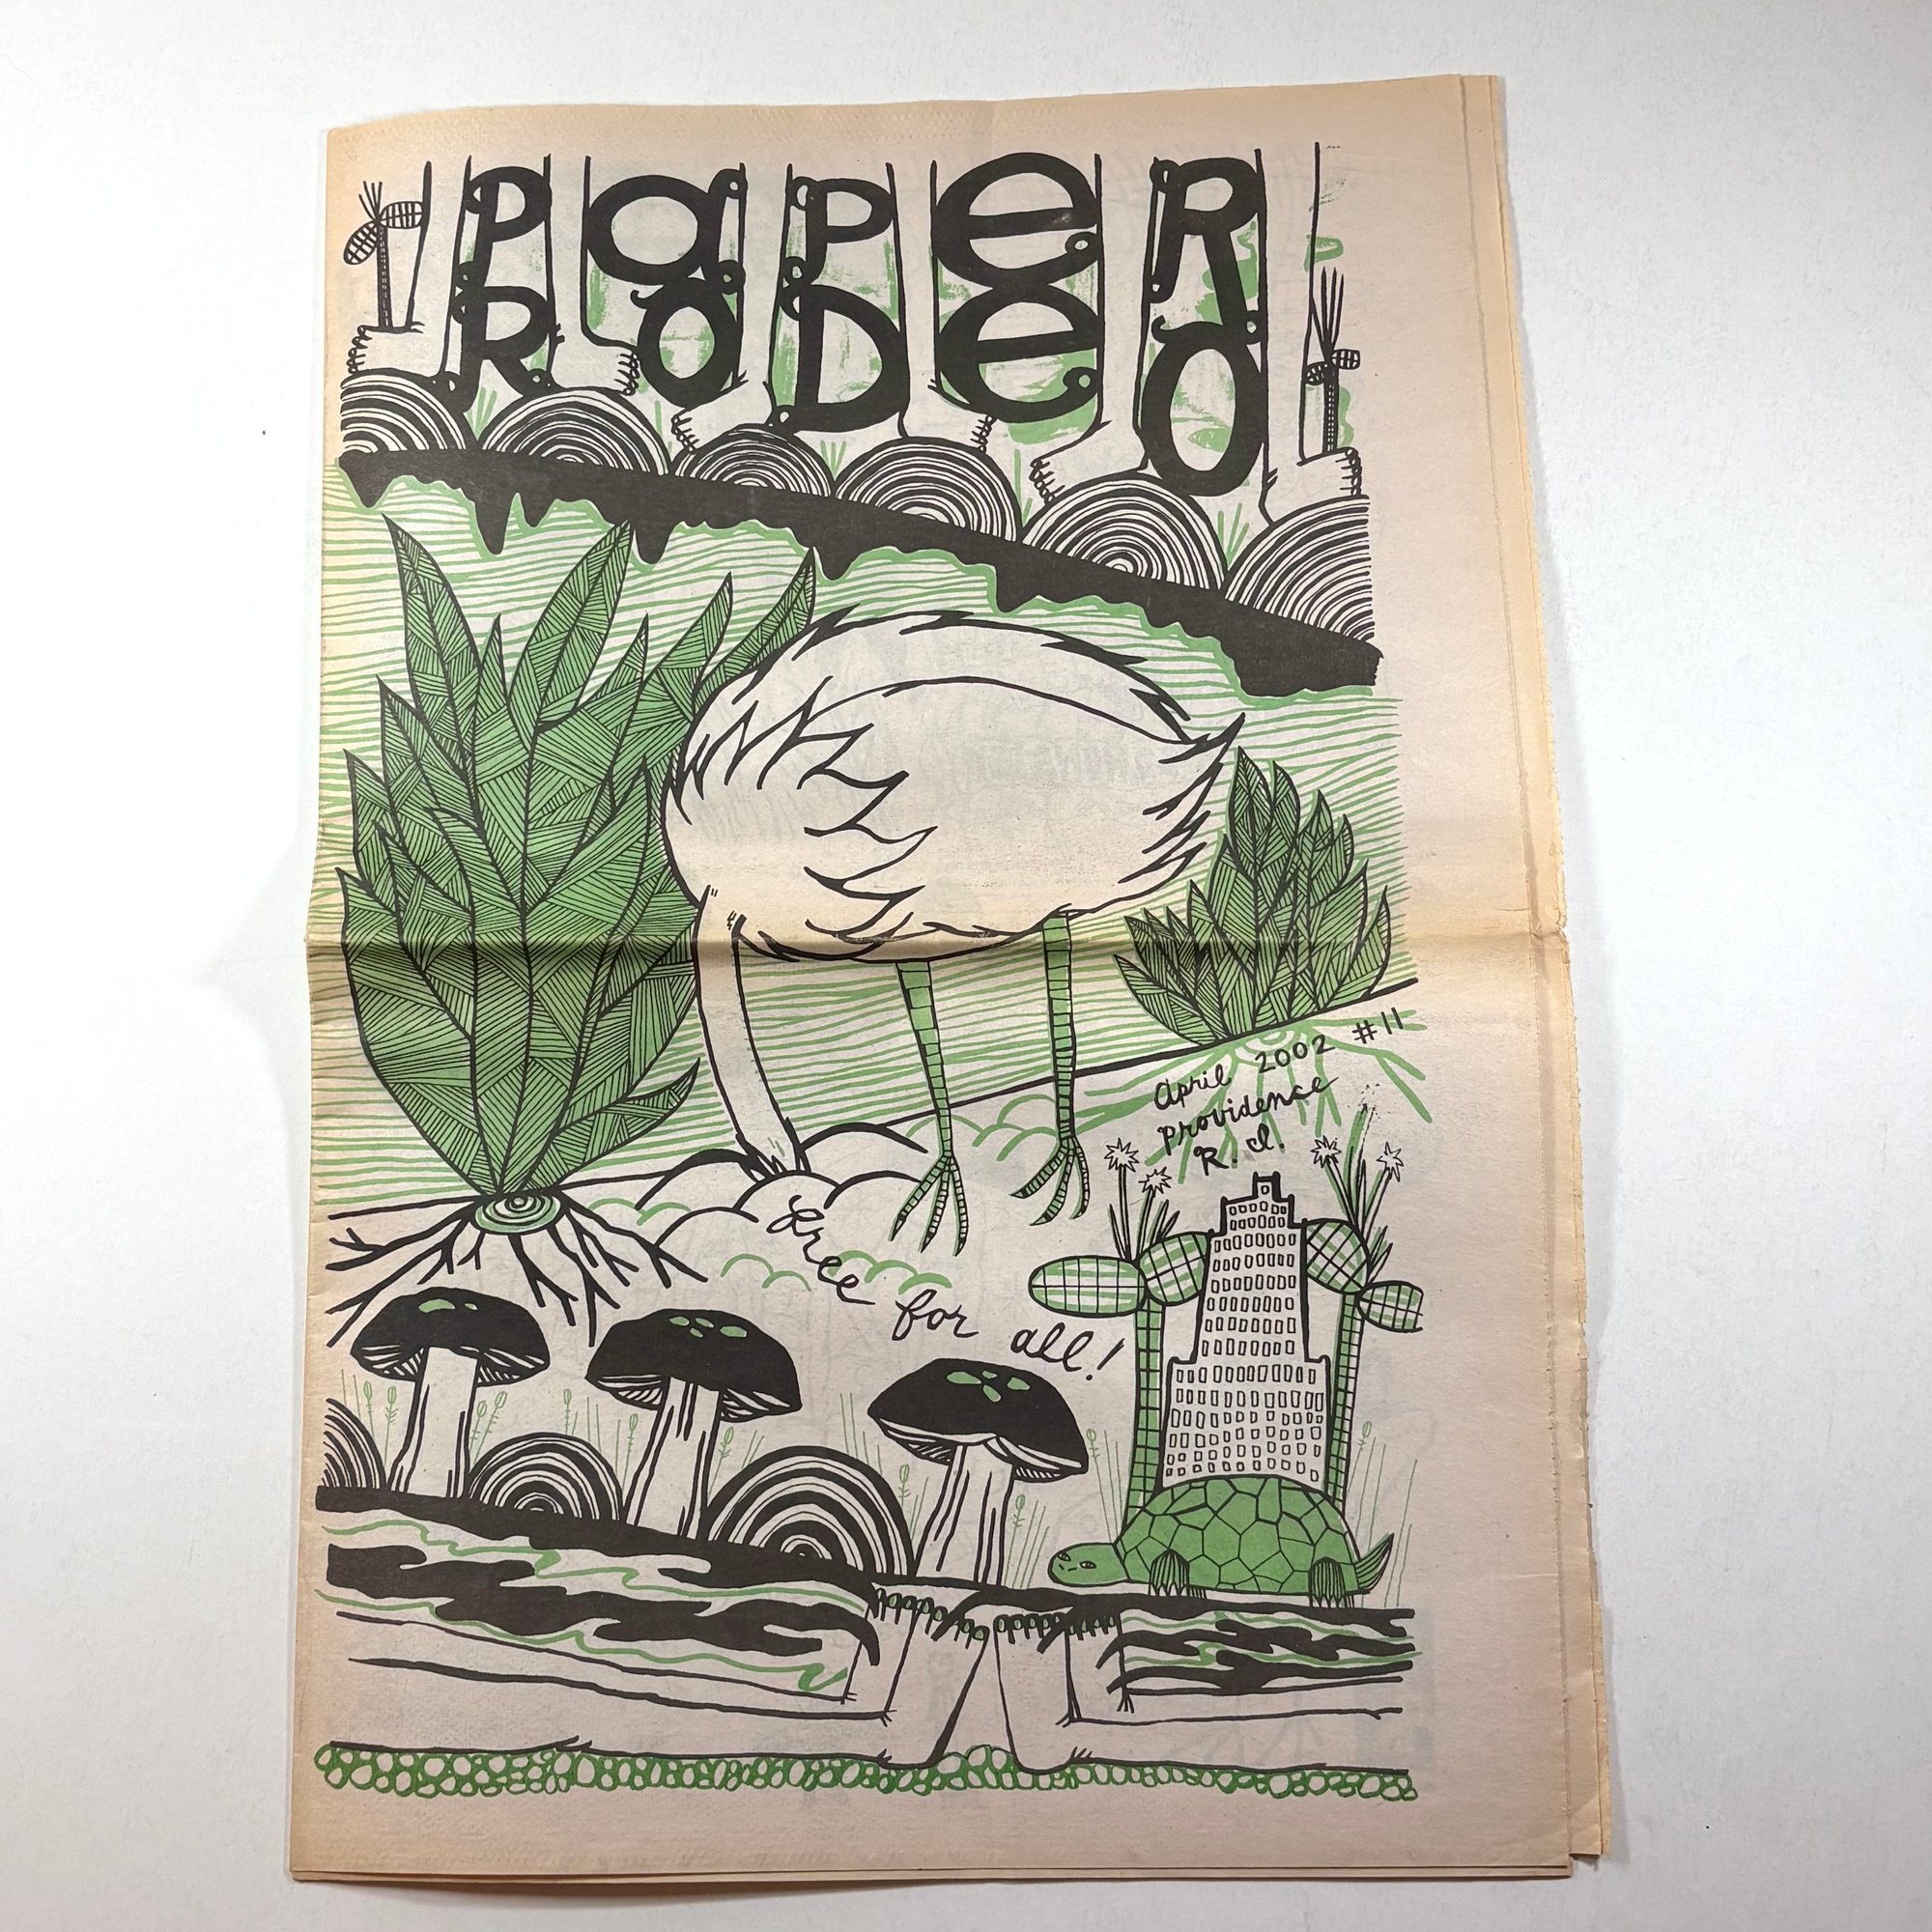 PaPeR
RoDeO
april 2002 #11
providence
R.I.
free for all!